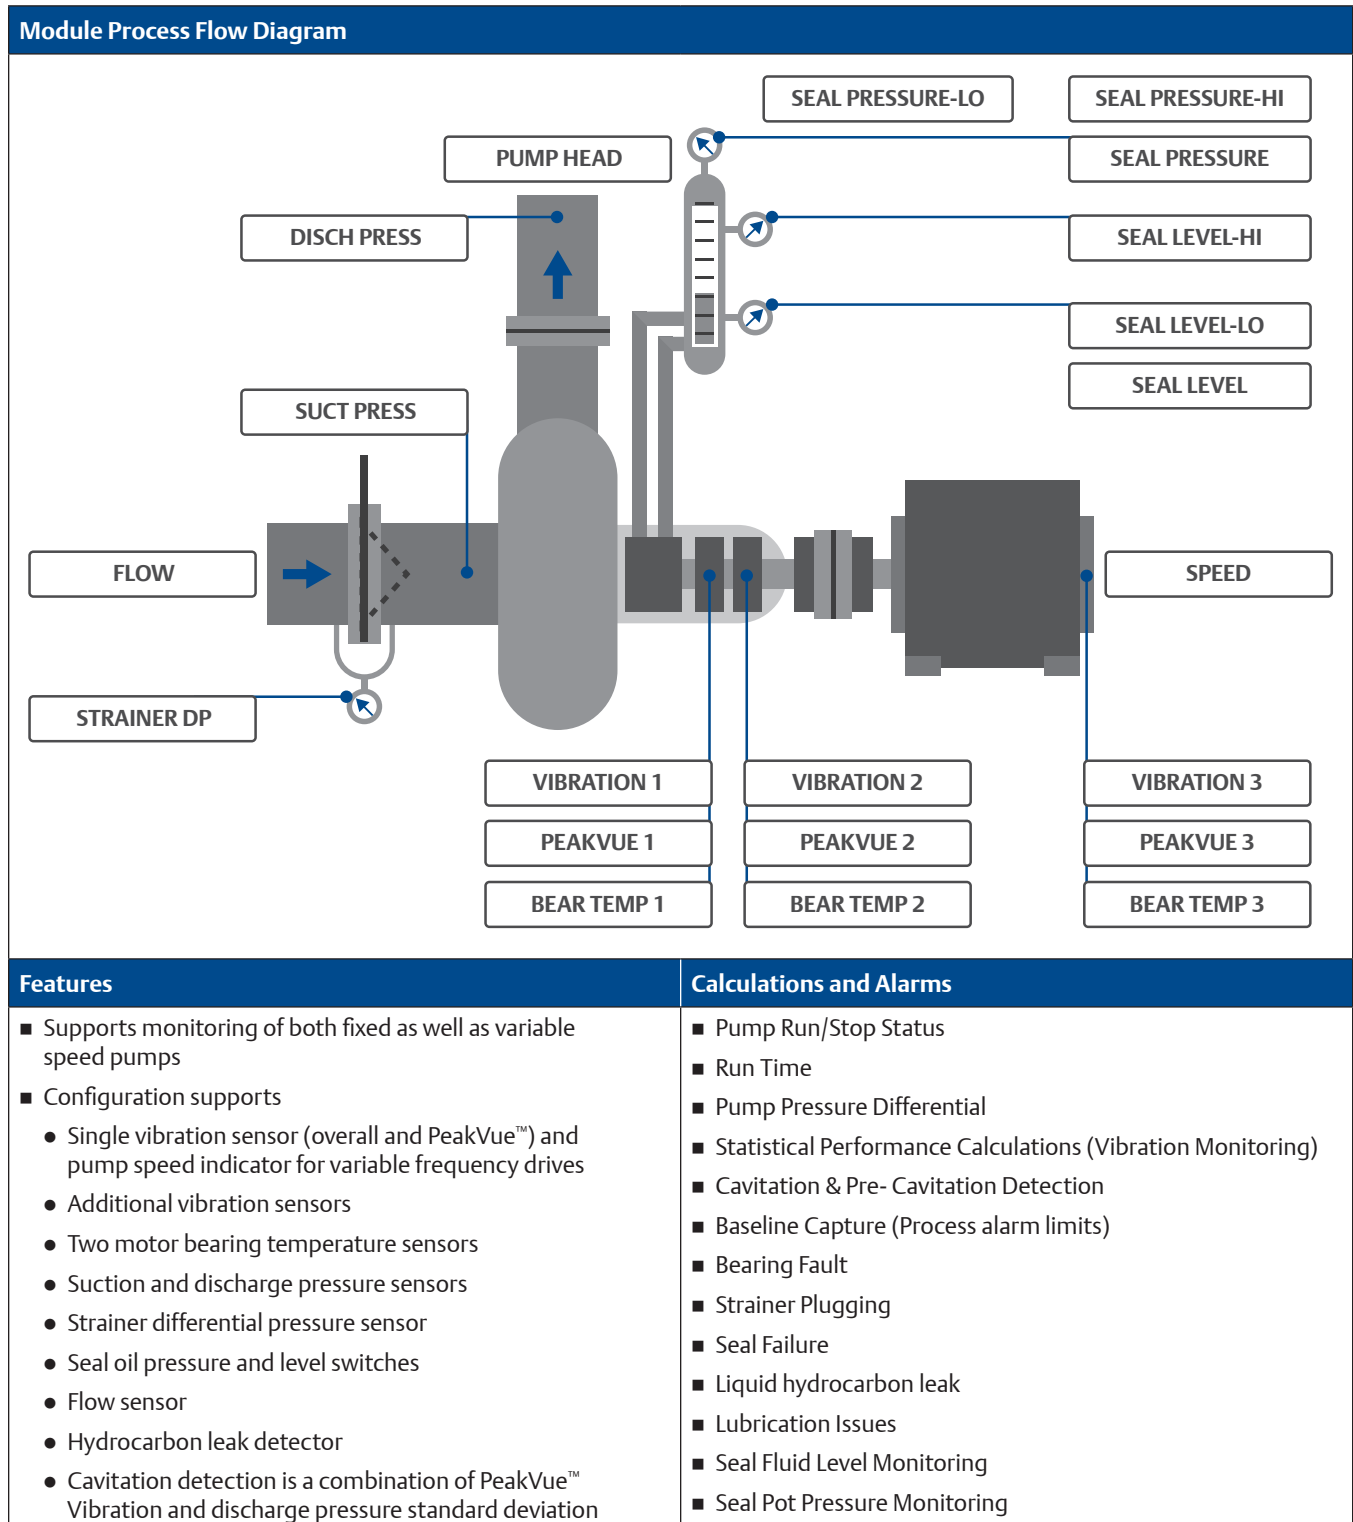 Module Process Flow Diagram
SEAL PRESSURE-LO
SEAL PRESSURE-HI
PUMP HEAD
SEAL PRESSURE
DISCH PRESS
SEAL LEVEL-HI
SEAL LEVEL-LO
SEAL LEVEL
SUCT PRESS
FLOW
SPEED
STRAINER DP
VIBRATION 1
VIBRATION 2
VIBRATION 3
PEAKVUE 1
PEAKVUE 2
PEAKVUE 3
BEAR TEMP 1
BEAR TEMP 2
BEAR TEMP 3
Features
■ Supports monitoring of both fixed as well as variable
speed pumps
■ Configuration supports
● Single vibration sensor (overall and PeakVue™) and
pump speed indicator for variable frequency drives
● Additional vibration sensors
● Two motor bearing temperature sensors
● Suction and discharge pressure sensors
● Strainer differential pressure sensor
● Seal oil pressure and level switches
● Flow sensor
● Hydrocarbon leak detector
● Cavitation detection is a combination of PeakVue™
Vibration and discharge pressure standard deviation
Calculations and Alarms
■ Pump Run/Stop Status
■ Run Time
■ Pump Pressure Differential
■ Statistical Performance Calculations (Vibration Monitoring)
■ Cavitation & Pre- Cavitation Detection
■ Baseline Capture (Process alarm limits)
■ Bearing Fault
■ Strainer Plugging
■ Seal Failure
■ Liquid hydrocarbon leak
■ Lubrication Issues
■ Seal Fluid Level Monitoring
■ Seal Pot Pressure Monitoring